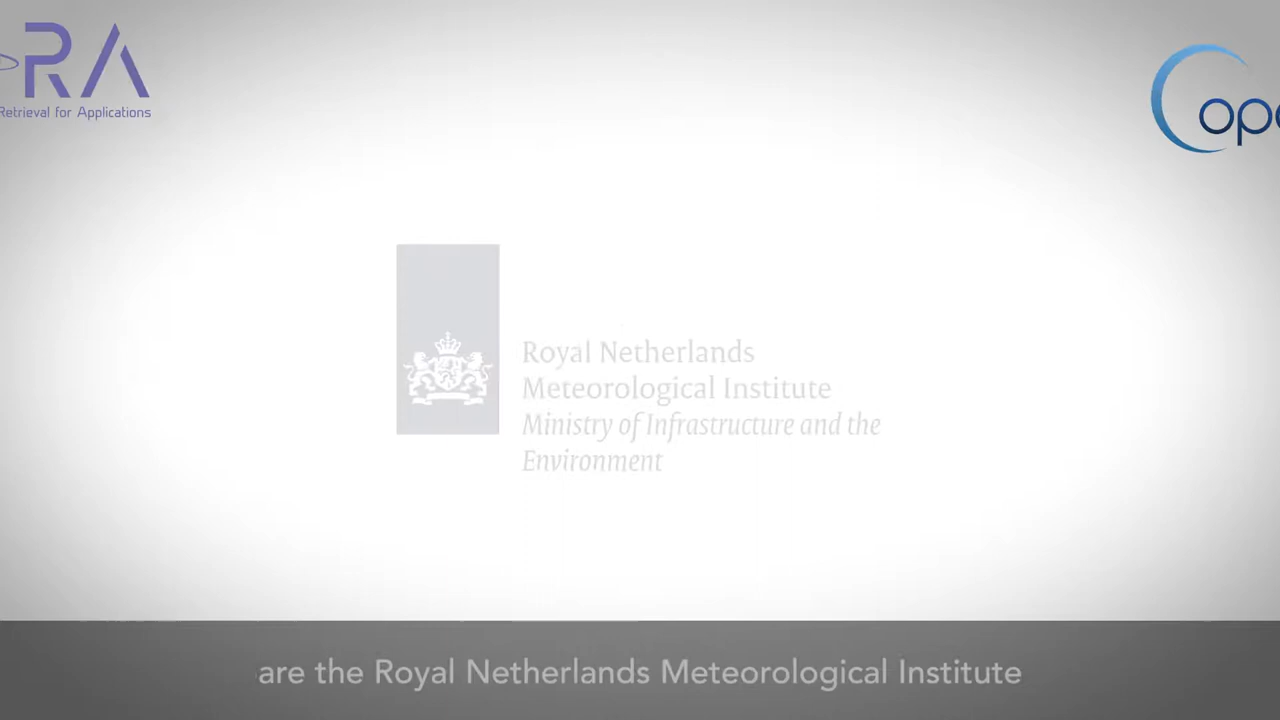 RA
Retrieval for Applications
ope
Royal Netherlands
Meteorological Institute
Ministry of Infrastructure and the
Environment
are the Royal Netherlands Meteorological Institute